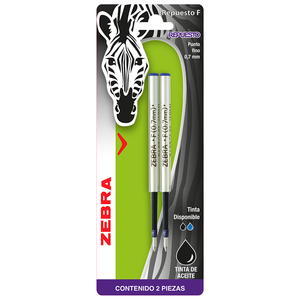 Repuesto F
REPUESTO
Punto
fino
0,7 mm
ZEBRA • F (0.7mm)
ZEBRA • F (0.7mm)
ZEBRA
Tinta
Disponible
TINTA DE
ACEITE
CONTENIDO 2 PIEZAS